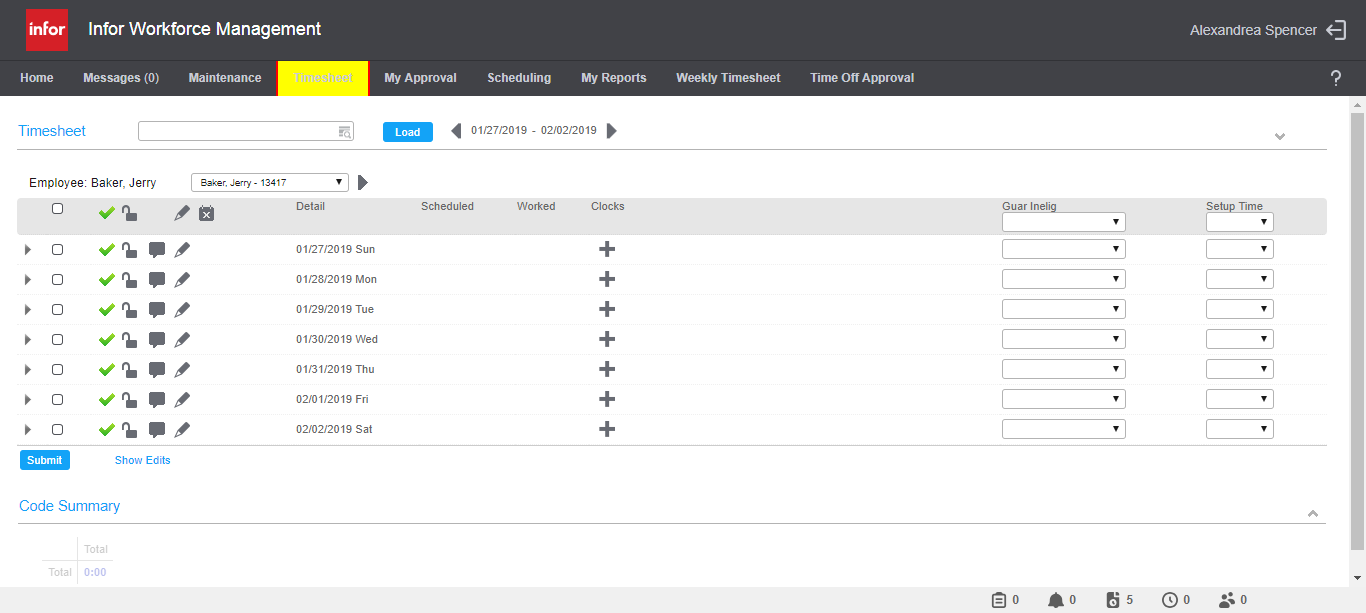 infor Infor Workforce Management Alexandrea Spencer
Home Messages (0) Maintenance Timesheet My Approval Scheduling My Reports Weekly Timesheet Time Off Approval ?
Timesheet Load 01/27/2019 - 02/02/2019
Employee: Baker, Jerry Baker, Jerry - 13417
Detail Scheduled Worked Clocks Guar Inelig Setup Time
01/27/2019 Sun
01/28/2019 Mon
01/29/2019 Tue
01/30/2019 Wed
01/31/2019 Thu
02/01/2019 Fri
02/02/2019 Sat
Submit Show Edits
Code Summary
Total
Total 0:00
0 0 5 0 0